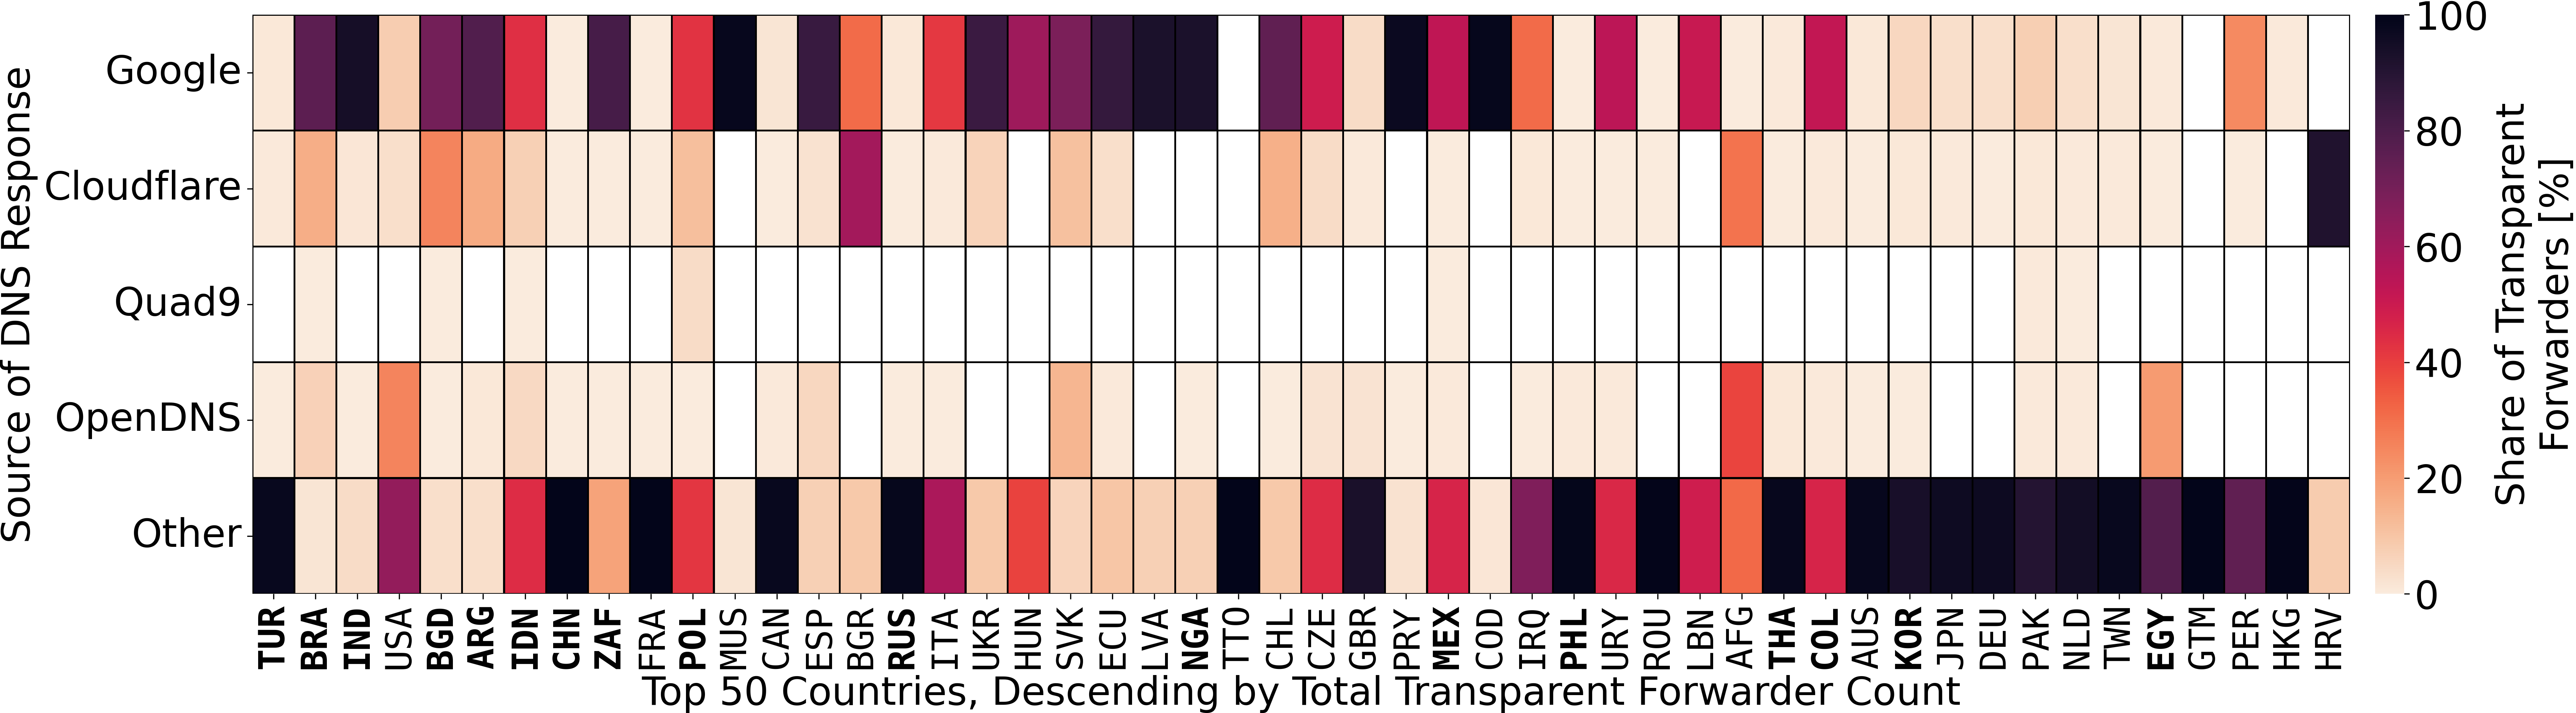 Source of DNS Response
Google
Cloudflare
Quad9
OpenDNS
Other
TUR BRA IND USA BGD ARG IDN CHN ZAF FRA POL MUS CAN ESP BGR RUS ITA UKR HUN SVK ECU LVA NGA TTO CHL CZE GBR PRY MEX COD IRQ PHL URY ROU LBN AFG THA COL AUS KOR JPN DEU PAK NLD TWN EGY GTM PER HKG HRV
Top 50 Countries, Descending by Total Transparent Forwarder Count
100
80
60
40
20
0
Share of Transparent
Forwarders [%]